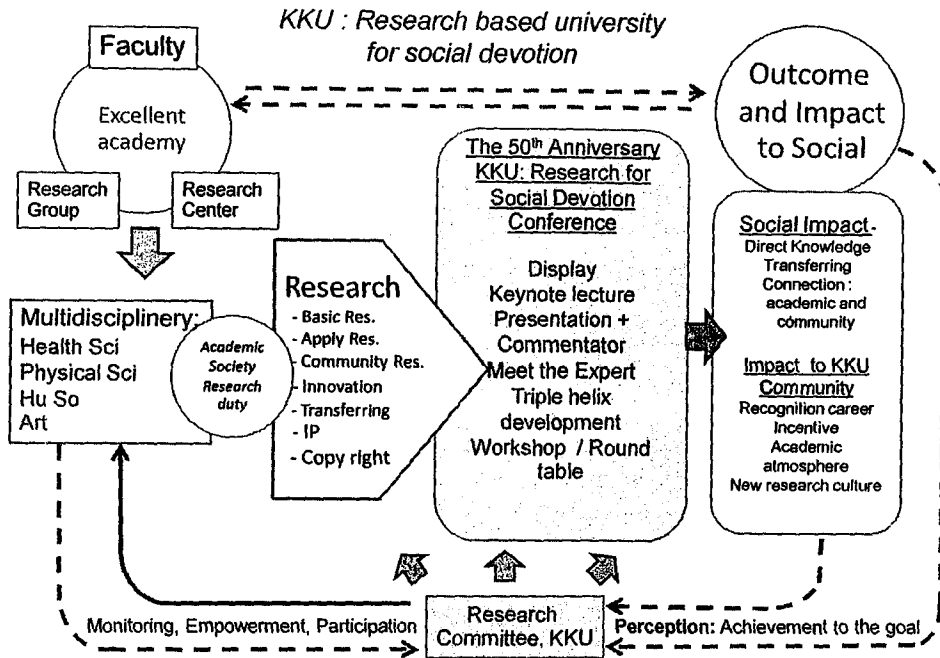 KKU : Research based university
for social devotion
Faculty
Excellent
academy
Research
Group
Research
Center
Outcome
and Impact
to Social
The 50th Anniversary
KKU: Research for
Social Devotion
Conference
Display
Keynote lecture
Presentation +
Commentator
Meet the Expert
Triple helix
development
Workshop / Round
table
Social Impact-
Direct Knowledge
Transferring
Connection :
academic and
community
Impact to KKU
Community
Recognilion career
Incentive
Academic
atmosphere
New research culture
Multidisciplinery:
Health Sci
Physical Sci
Hu So
Art
Academic
Society
Research
duty
Research
- Basic Res.
- Apply Res.
- Community Res.
- Innovation
- Transferring
- IP
- Copy right
Monitoring, Empowerment, Participation
Research
Committee, KKU
Perception: Achievement to the goal